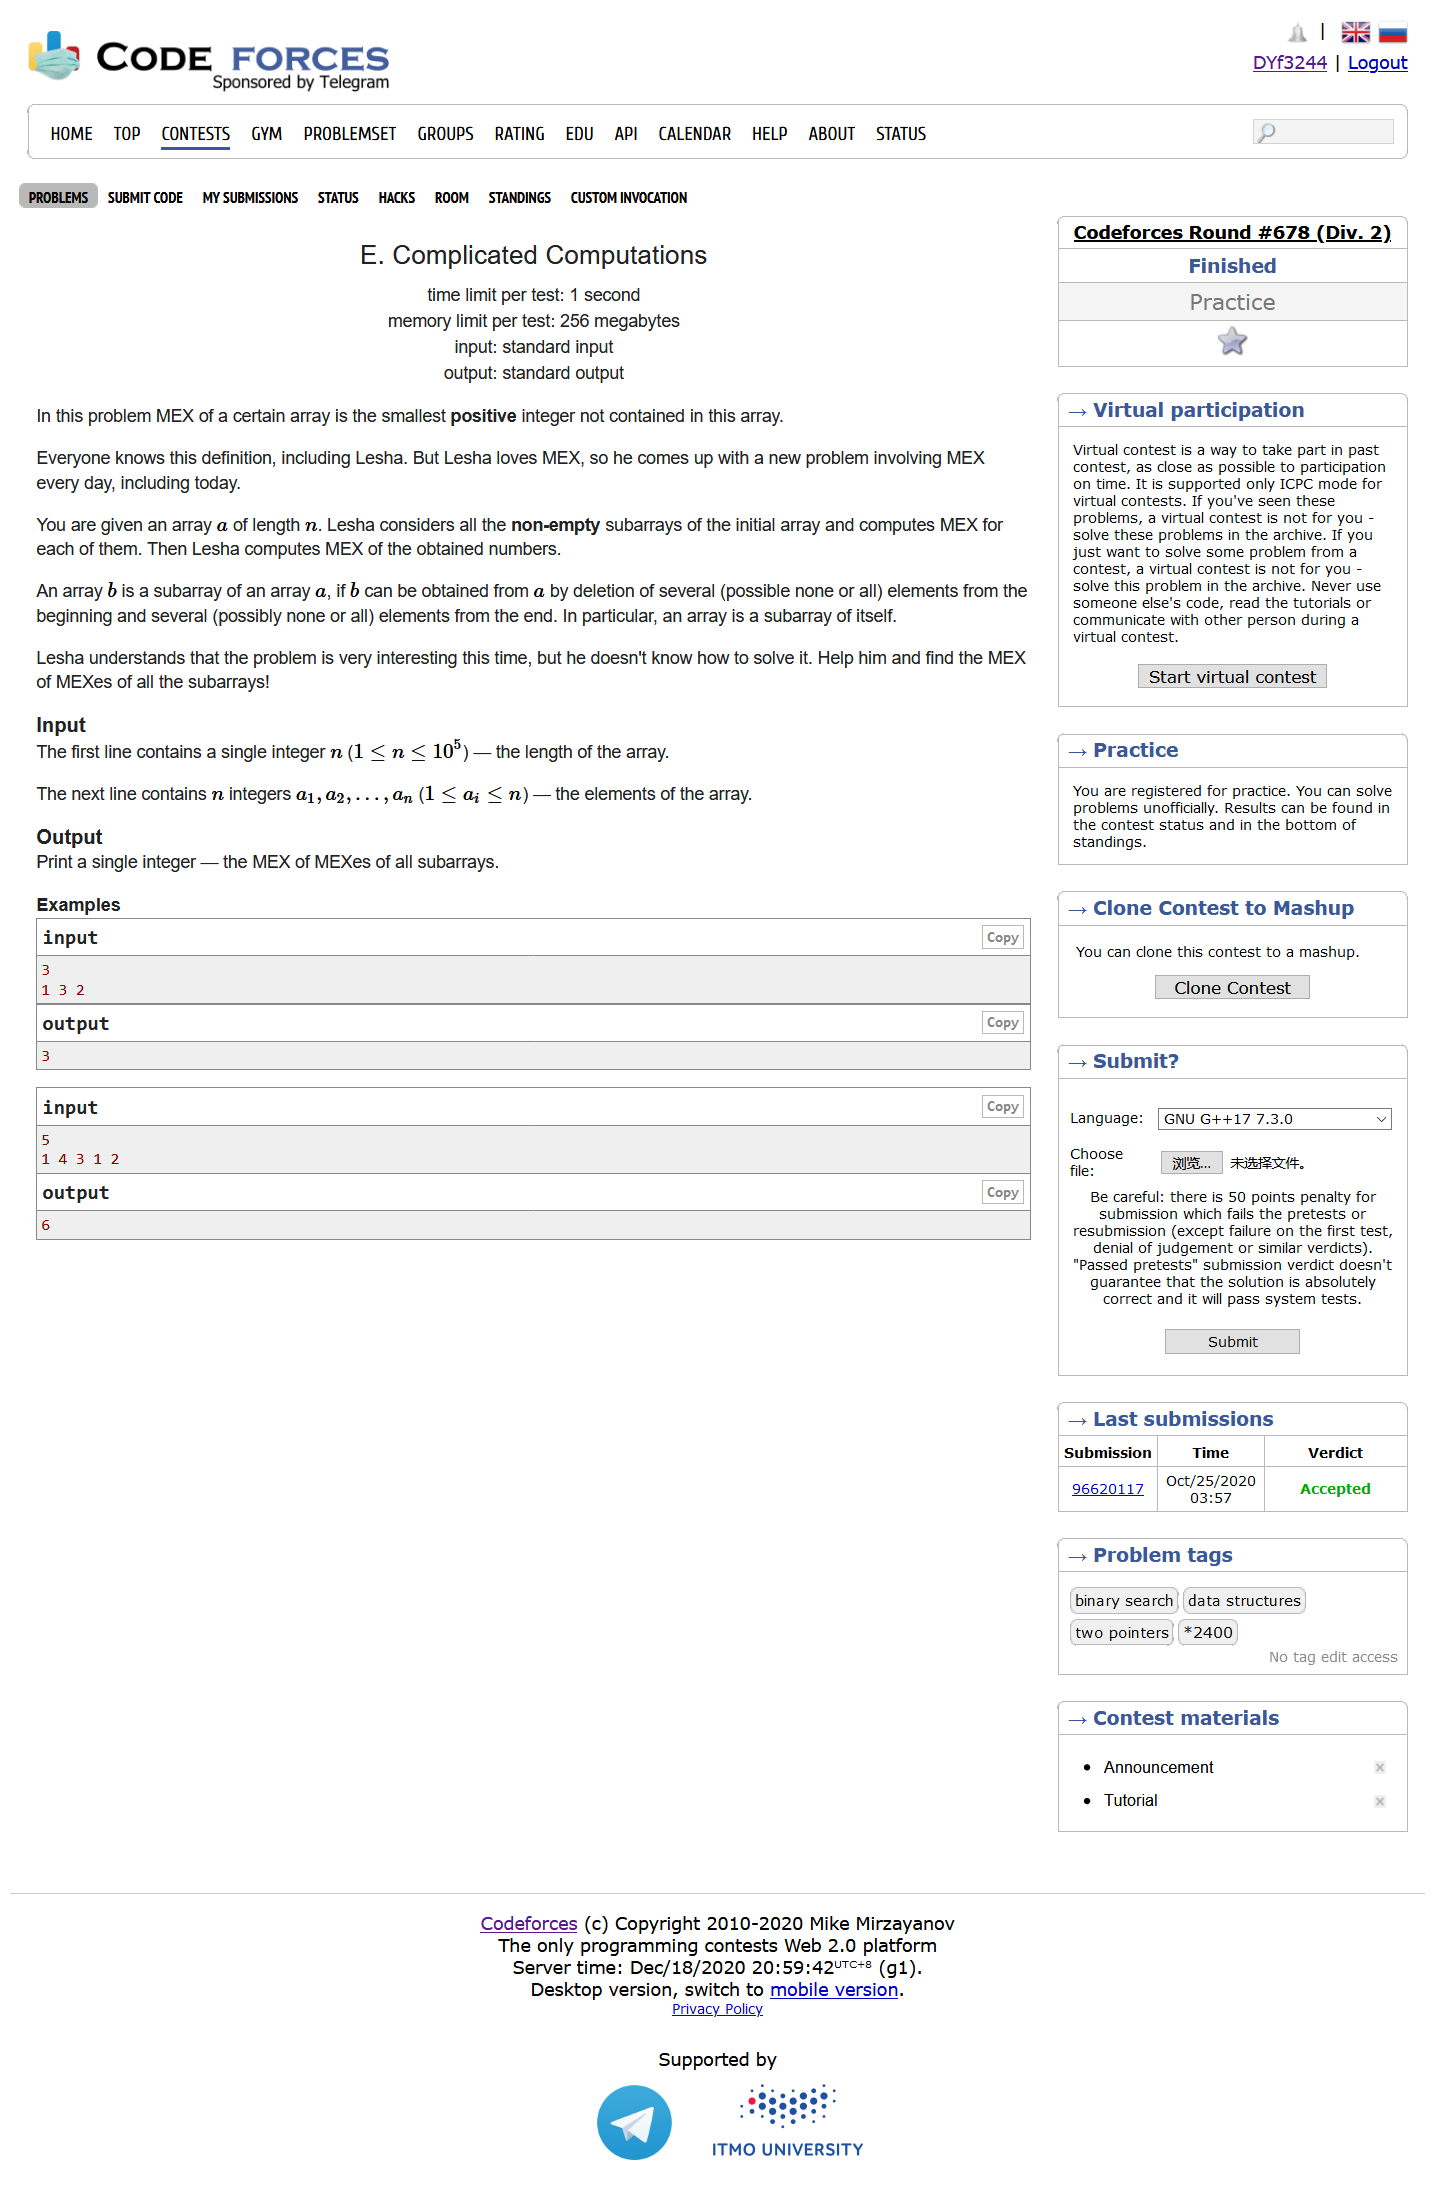 CODE FORCES
Sponsored by Telegram
|
DYf3244 | Logout
HOME TOP CONTESTS GYM PROBLEMSET GROUPS RATING EDU API CALENDAR HELP ABOUT STATUS
PROBLEMS SUBMIT CODE MY SUBMISSIONS STATUS HACKS ROOM STANDINGS CUSTOM INVOCATION
E. Complicated Computations
time limit per test: 1 second
memory limit per test: 256 megabytes
input: standard input
output: standard output
In this problem MEX of a certain array is the smallest positive integer not contained in this array.
Everyone knows this definition, including Lesha. But Lesha loves MEX, so he comes up with a new problem involving MEX
every day, including today.
You are given an array a of length n. Lesha considers all the non-empty subarrays of the initial array and computes MEX for
each of them. Then Lesha computes MEX of the obtained numbers.
An array b is a subarray of an array a, if b can be obtained from a by deletion of several (possible none or all) elements from the
beginning and several (possibly none or all) elements from the end. In particular, an array is a subarray of itself.
Lesha understands that the problem is very interesting this time, but he doesn't know how to solve it. Help him and find the MEX
of MEXes of all the subarrays!
Input
The first line contains a single integer n (1 ≤ n ≤ 10^5) — the length of the array.
The next line contains n integers a₁, a₂, …, aₙ (1 ≤ aᵢ ≤ n) — the elements of the array.
Output
Print a single integer — the MEX of MEXes of all subarrays.
Examples
input Copy
3
1 3 2
output Copy
3
input Copy
5
1 4 3 1 2
output Copy
6
Codeforces Round #678 (Div. 2)
Finished
Practice
→ Virtual participation
Virtual contest is a way to take part in past
contest, as close as possible to participation
on time. It is supported only ICPC mode for
virtual contests. If you've seen these
problems, a virtual contest is not for you -
solve these problems in the archive. If you
just want to solve some problem from a
contest, a virtual contest is not for you -
solve this problem in the archive. Never use
someone else's code, read the tutorials or
communicate with other person during a
virtual contest.
Start virtual contest
→ Practice
You are registered for practice. You can solve
problems unofficially. Results can be found in
the contest status and in the bottom of
standings.
→ Clone Contest to Mashup
You can clone this contest to a mashup.
Clone Contest
→ Submit?
Language: GNU G++17 7.3.0
Choose
file: 浏览... 未选择文件。
Be careful: there is 50 points penalty for
submission which fails the pretests or
resubmission (except failure on the first test,
denial of judgement or similar verdicts).
"Passed pretests" submission verdict doesn't
guarantee that the solution is absolutely
correct and it will pass system tests.
Submit
→ Last submissions
Submission Time Verdict
96620117 Oct/25/2020 Accepted
03:57
→ Problem tags
binary search data structures
two pointers *2400
No tag edit access
→ Contest materials
• Announcement
• Tutorial
Codeforces (c) Copyright 2010-2020 Mike Mirzayanov
The only programming contests Web 2.0 platform
Server time: Dec/18/2020 20:59:42 UTC+8 (g1).
Desktop version, switch to mobile version.
Privacy Policy
Supported by
ITMO UNIVERSITY